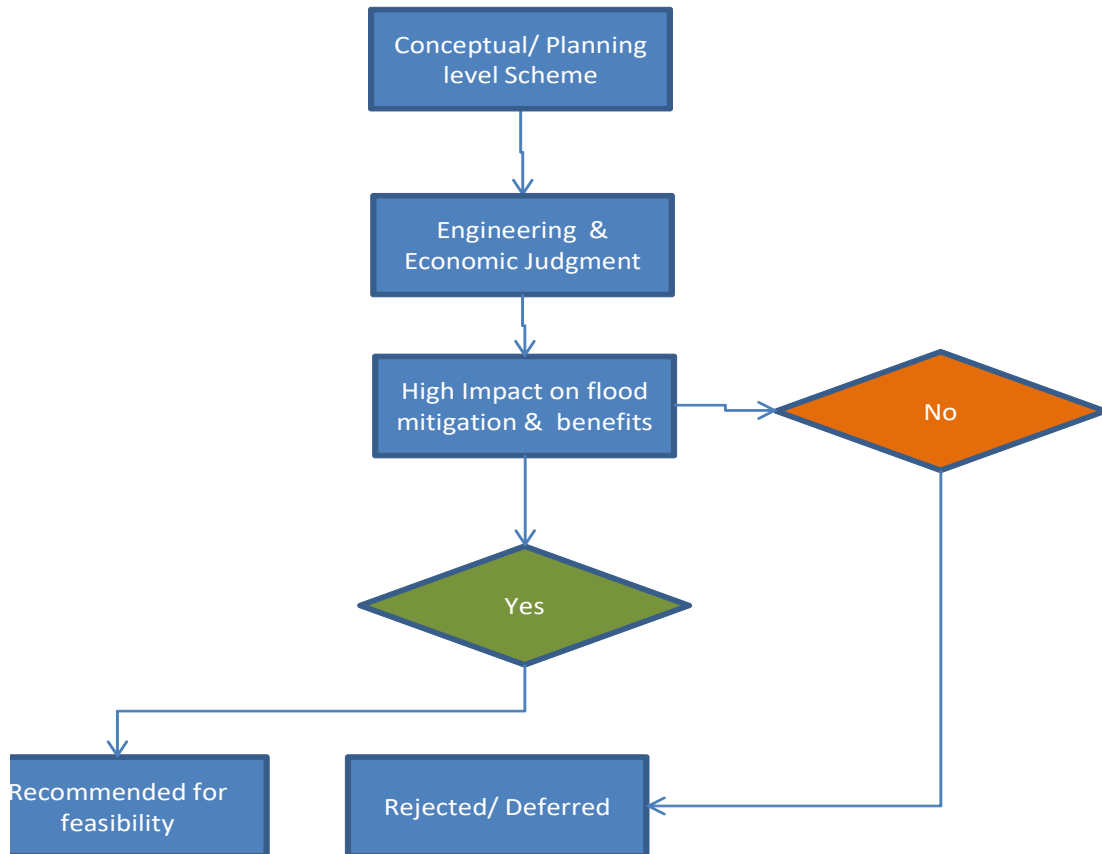 Conceptual/ Planning
level Scheme
Engineering &
Economic Judgment
High Impact on flood
mitigation & benefits
No
Yes
Recommended for
feasibility
Rejected/ Deferred